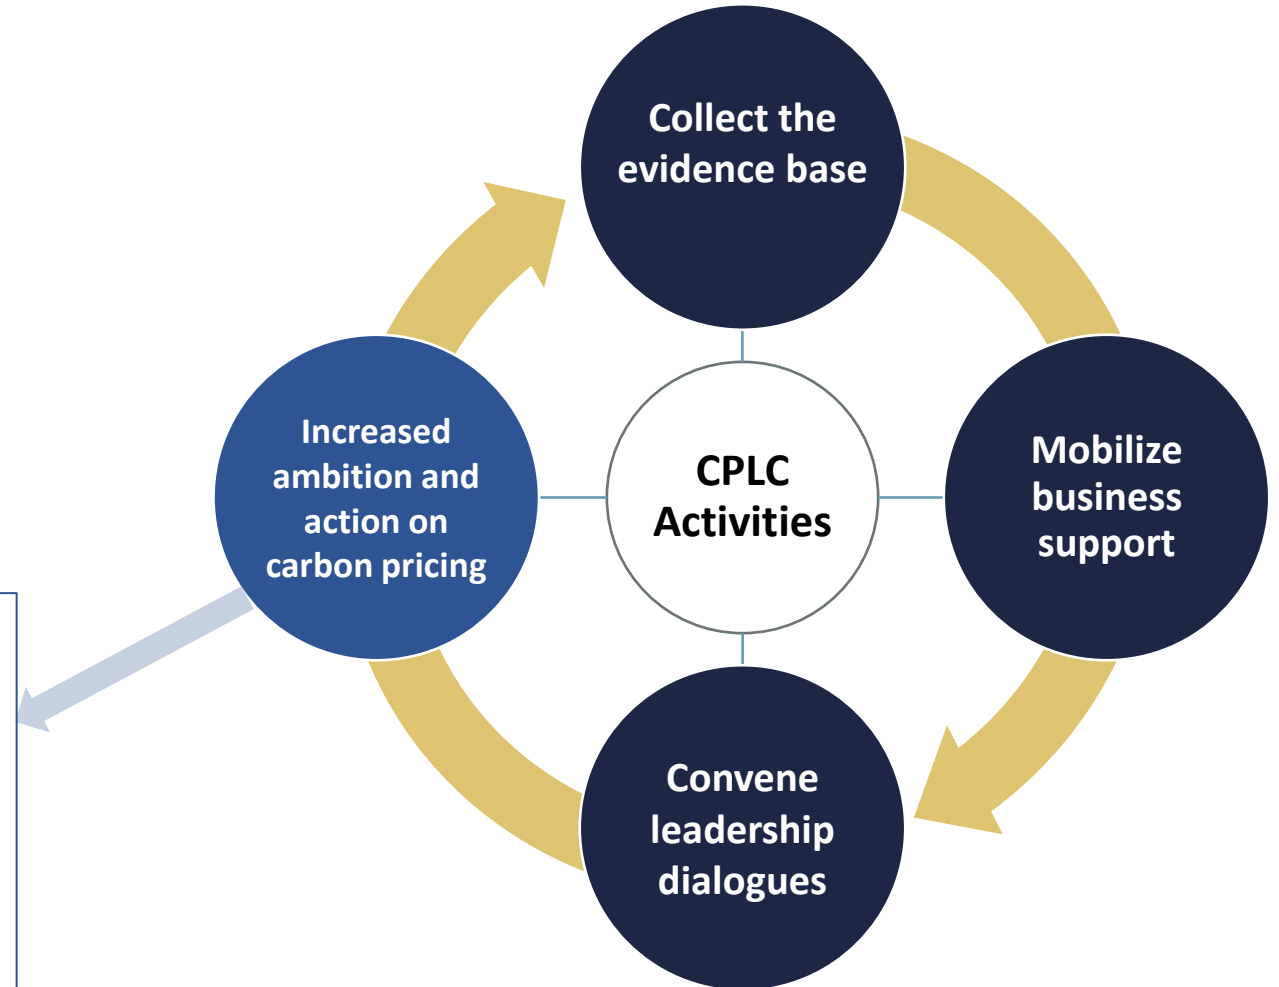 Collect the
evidence base
Increased
ambition and
action on
carbon pricing
CPLC
Activities
Mobilize
business
support
Convene
leadership
dialogues